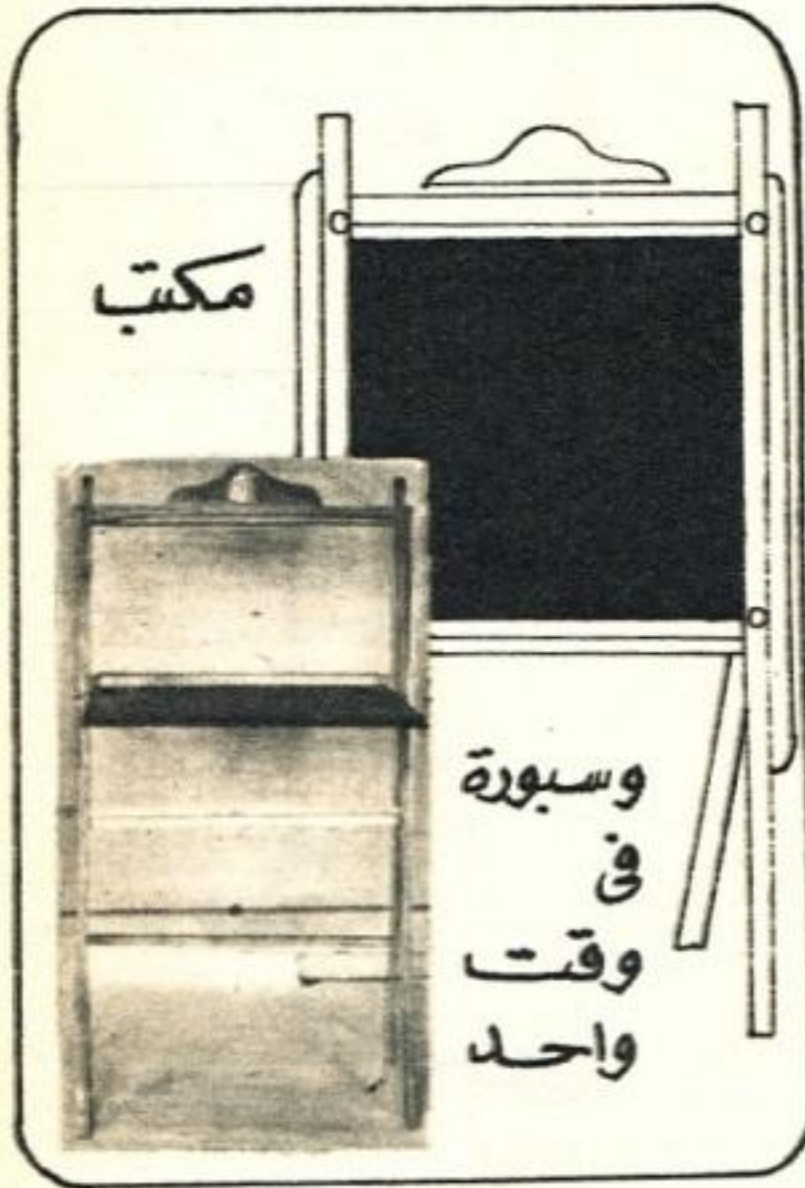 مكتب
وسبورة
فى
وقت
واحد